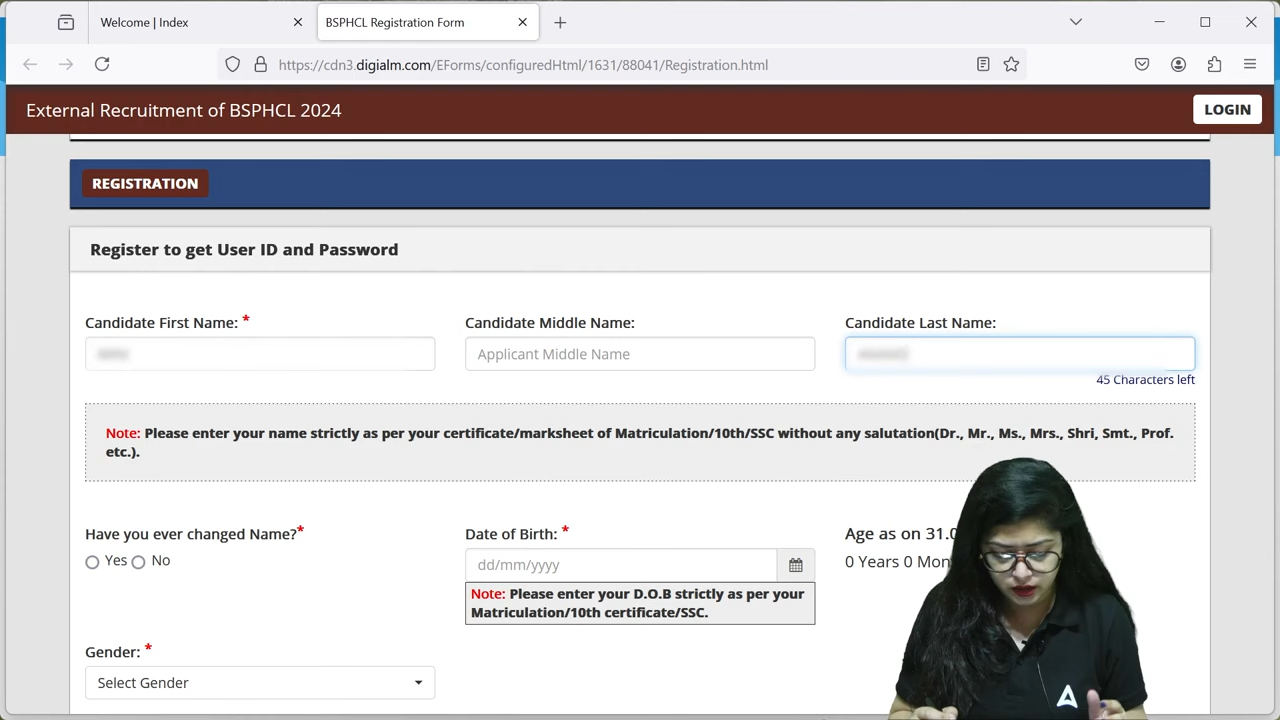 Welcome | Index
BSPHCL Registration Form
https://cdn3.digialm.com/EForms/configuredHtml/1631/88041/Registration.html
External Recruitment of BSPHCL 2024
LOGIN
REGISTRATION
Register to get User ID and Password
Candidate First Name: *
Candidate Middle Name:
Candidate Last Name:
Applicant Middle Name
45 Characters left
Note: Please enter your name strictly as per your certificate/marksheet of Matriculation/10th/SSC without any salutation(Dr., Mr., Ms., Mrs., Shri, Smt., Prof.
etc.).
Have you ever changed Name?*
Date of Birth: *
Age as on 31.0
Yes No
dd/mm/yyyy
0 Years 0 Mon
Note: Please enter your D.O.B strictly as per your
Matriculation/10th certificate/SSC.
Gender: *
Select Gender